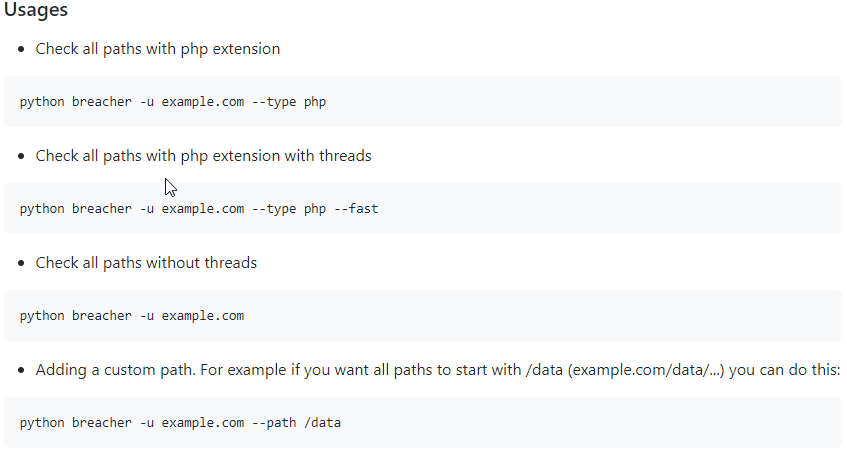 Usages
Check all paths with php extension
python breacher -u example.com --type php
Check all paths with php extension with threads
python breacher -u example.com --type php --fast
Check all paths without threads
python breacher -u example.com
Adding a custom path. For example if you want all paths to start with /data (example.com/data/...) you can do this:
python breacher -u example.com --path /data